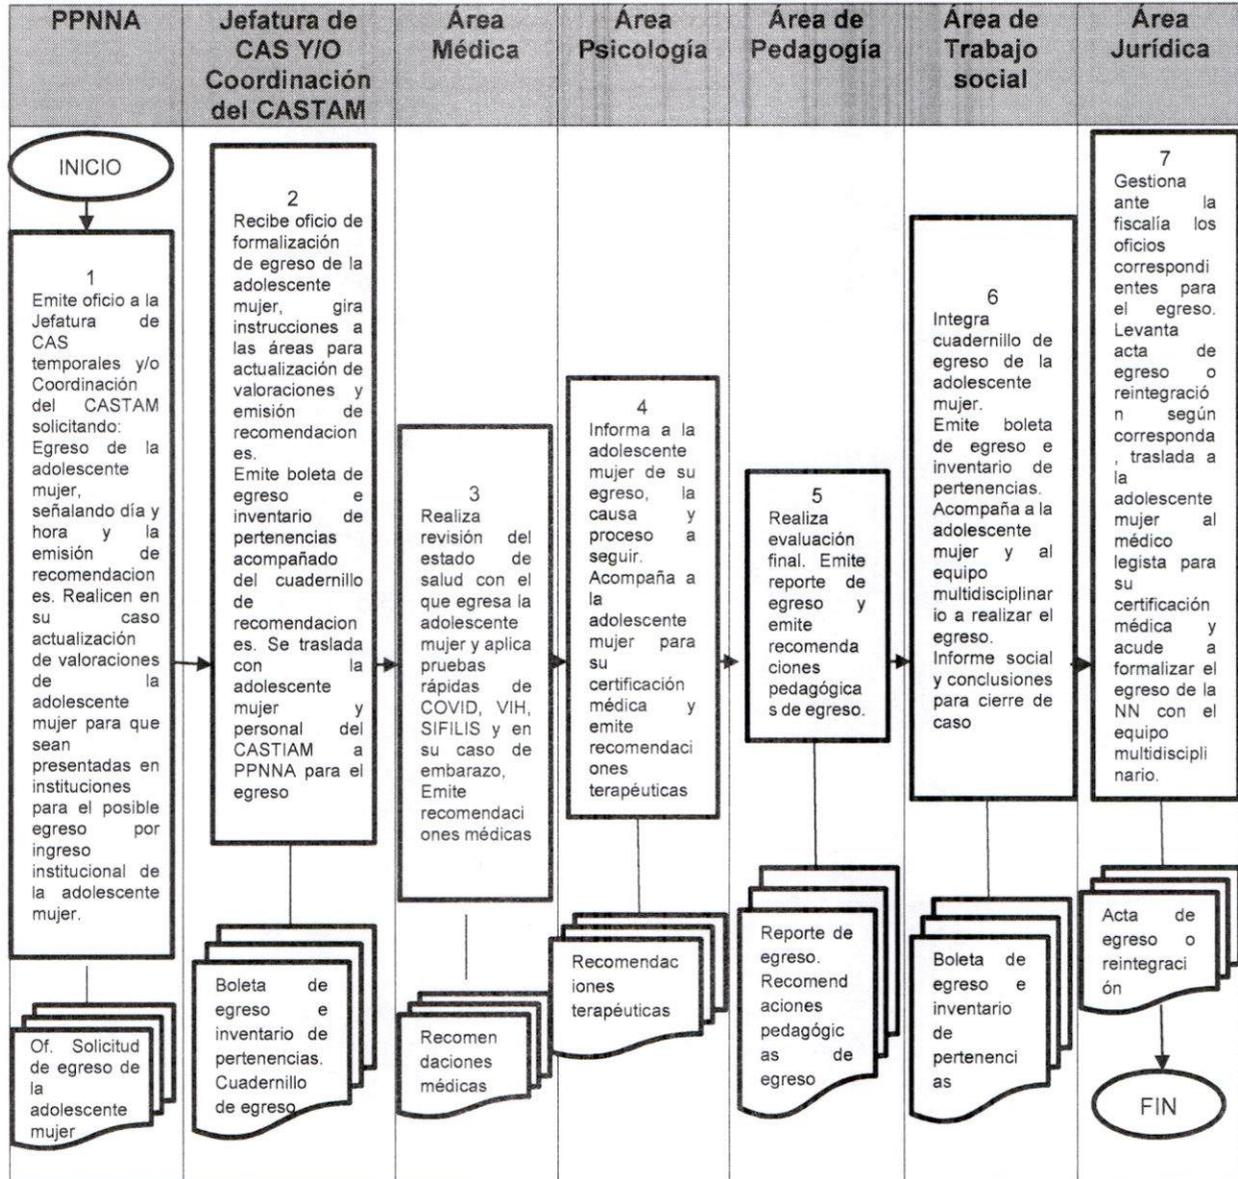 PPNNA
Jefatura de
CAS Y/O
Coordinación
del CASTAM
Área
Médica
Área
Psicología
Área de
Pedagogía
Área de
Trabajo
social
Área
Jurídica
INICIO
1
Emite oficio a la
Jefatura de
CAS
temporales y/o
Coordinación
del CASTAM
solicitando:
Egreso de la
adolescente
mujer,
señalando día y
hora y la
emisión de
recomendacion
es. Realicen en
su caso
actualización
de valoraciones
de la
adolescente
mujer para que
sean
presentadas en
instituciones
para el posible
egreso por
ingreso
institucional de
la adolescente
mujer.
Of. Solicitud
de egreso de
la
adolescente
mujer
2
Recibe oficio de
formalización
de egreso de la
adolescente
mujer, gira
instrucciones a
las áreas para
actualización de
valoraciones y
emisión de
recomendacion
es.
Emite boleta de
egreso e
inventario de
pertenencias
acompañado
del cuadernillo
de
recomendacion
es. Se traslada
con la
adolescente
mujer y
personal del
CASTIAM a
PPNNA para el
egreso
Boleta de
egreso e
inventario de
pertenencias.
Cuadernillo
de egreso
3
Realiza
revisión del
estado de
salud con el
que egresa la
adolescente
mujer y aplica
pruebas
rápidas de
COVID, VIH,
SIFILIS y en
su caso de
embarazo,
Emite
recomendaci
ones médicas
Recomen
daciones
médicas
4
Informa a la
adolescente
mujer de su
egreso, la
causa y
proceso a
seguir.
Acompaña a
la
adolescente
mujer para
su
certificación
médica y
emite
recomendaci
ones
terapéuticas
Recomendac
iones
terapéuticas
5
Realiza
evaluación
final. Emite
reporte de
egreso y
emite
recomenda
ciones
pedagógica
s de egreso.
Reporte de
egreso.
Recomend
aciones
pedagógic
as de
egreso
6
Integra
cuadernillo de
egreso de la
adolescente
mujer.
Emite boleta
de egreso e
inventario de
pertenencias.
Acompaña a la
adolescente
mujer y al
equipo
multidisciplinar
io a realizar el
egreso.
Informe social
y conclusiones
para cierre de
caso
Boleta de
egreso e
inventario
de
pertenenci
as
7
Gestiona
ante la
fiscalía los
oficios
correspondi
entes para
el egreso.
Levanta
acta de
egreso o
reintegració
n según
corresponda
, traslada a
la
adolescente
mujer al
médico
legista para
su
certificación
médica y
acude a
formalizar el
egreso de la
NN con el
equipo
multidiscipli
nario.
Acta de
egreso o
reintegraci
ón
FIN